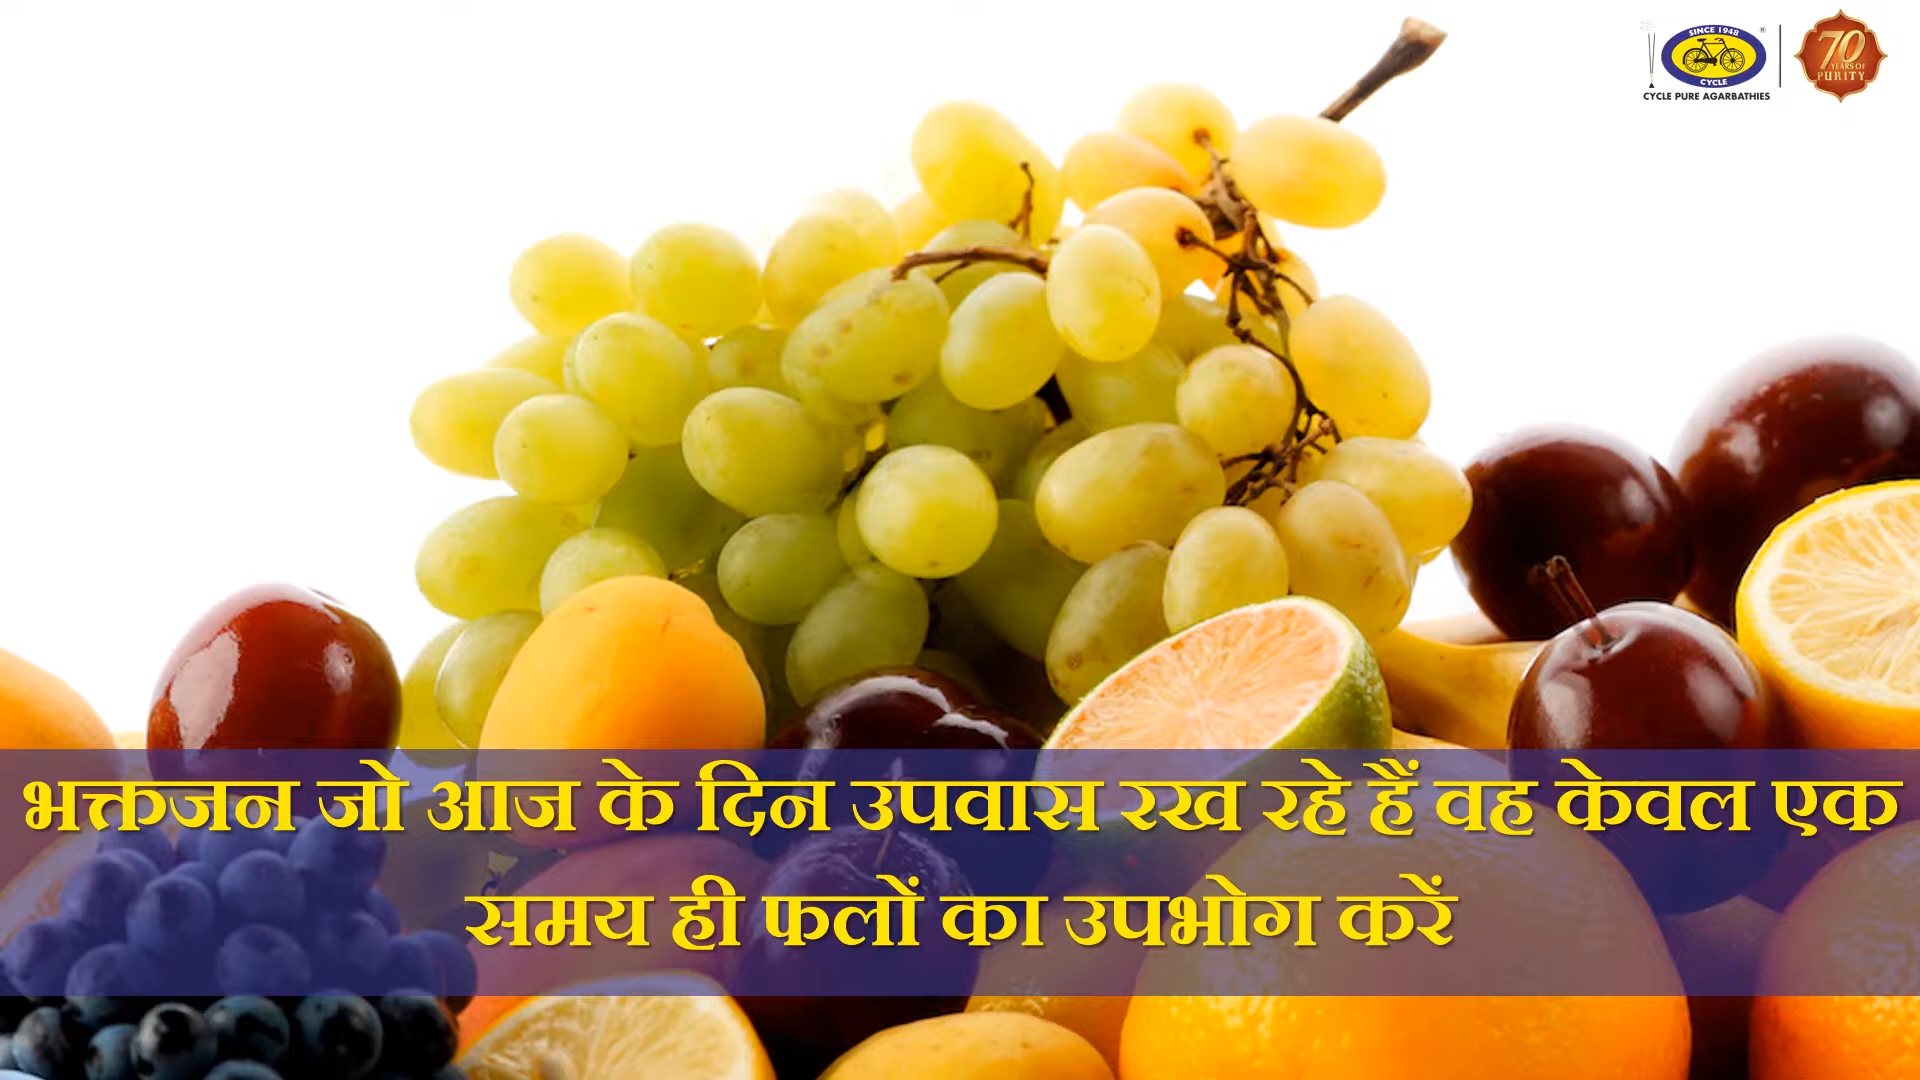 SINCE 1948
CYCLE
CYCLE PURE AGARBATHIES
70
YEARS OF
PURITY
भक्तजन जो आज के दिन उपवास रख रहे हैं वह केवल एक
समय ही फलों का उपभोग करें